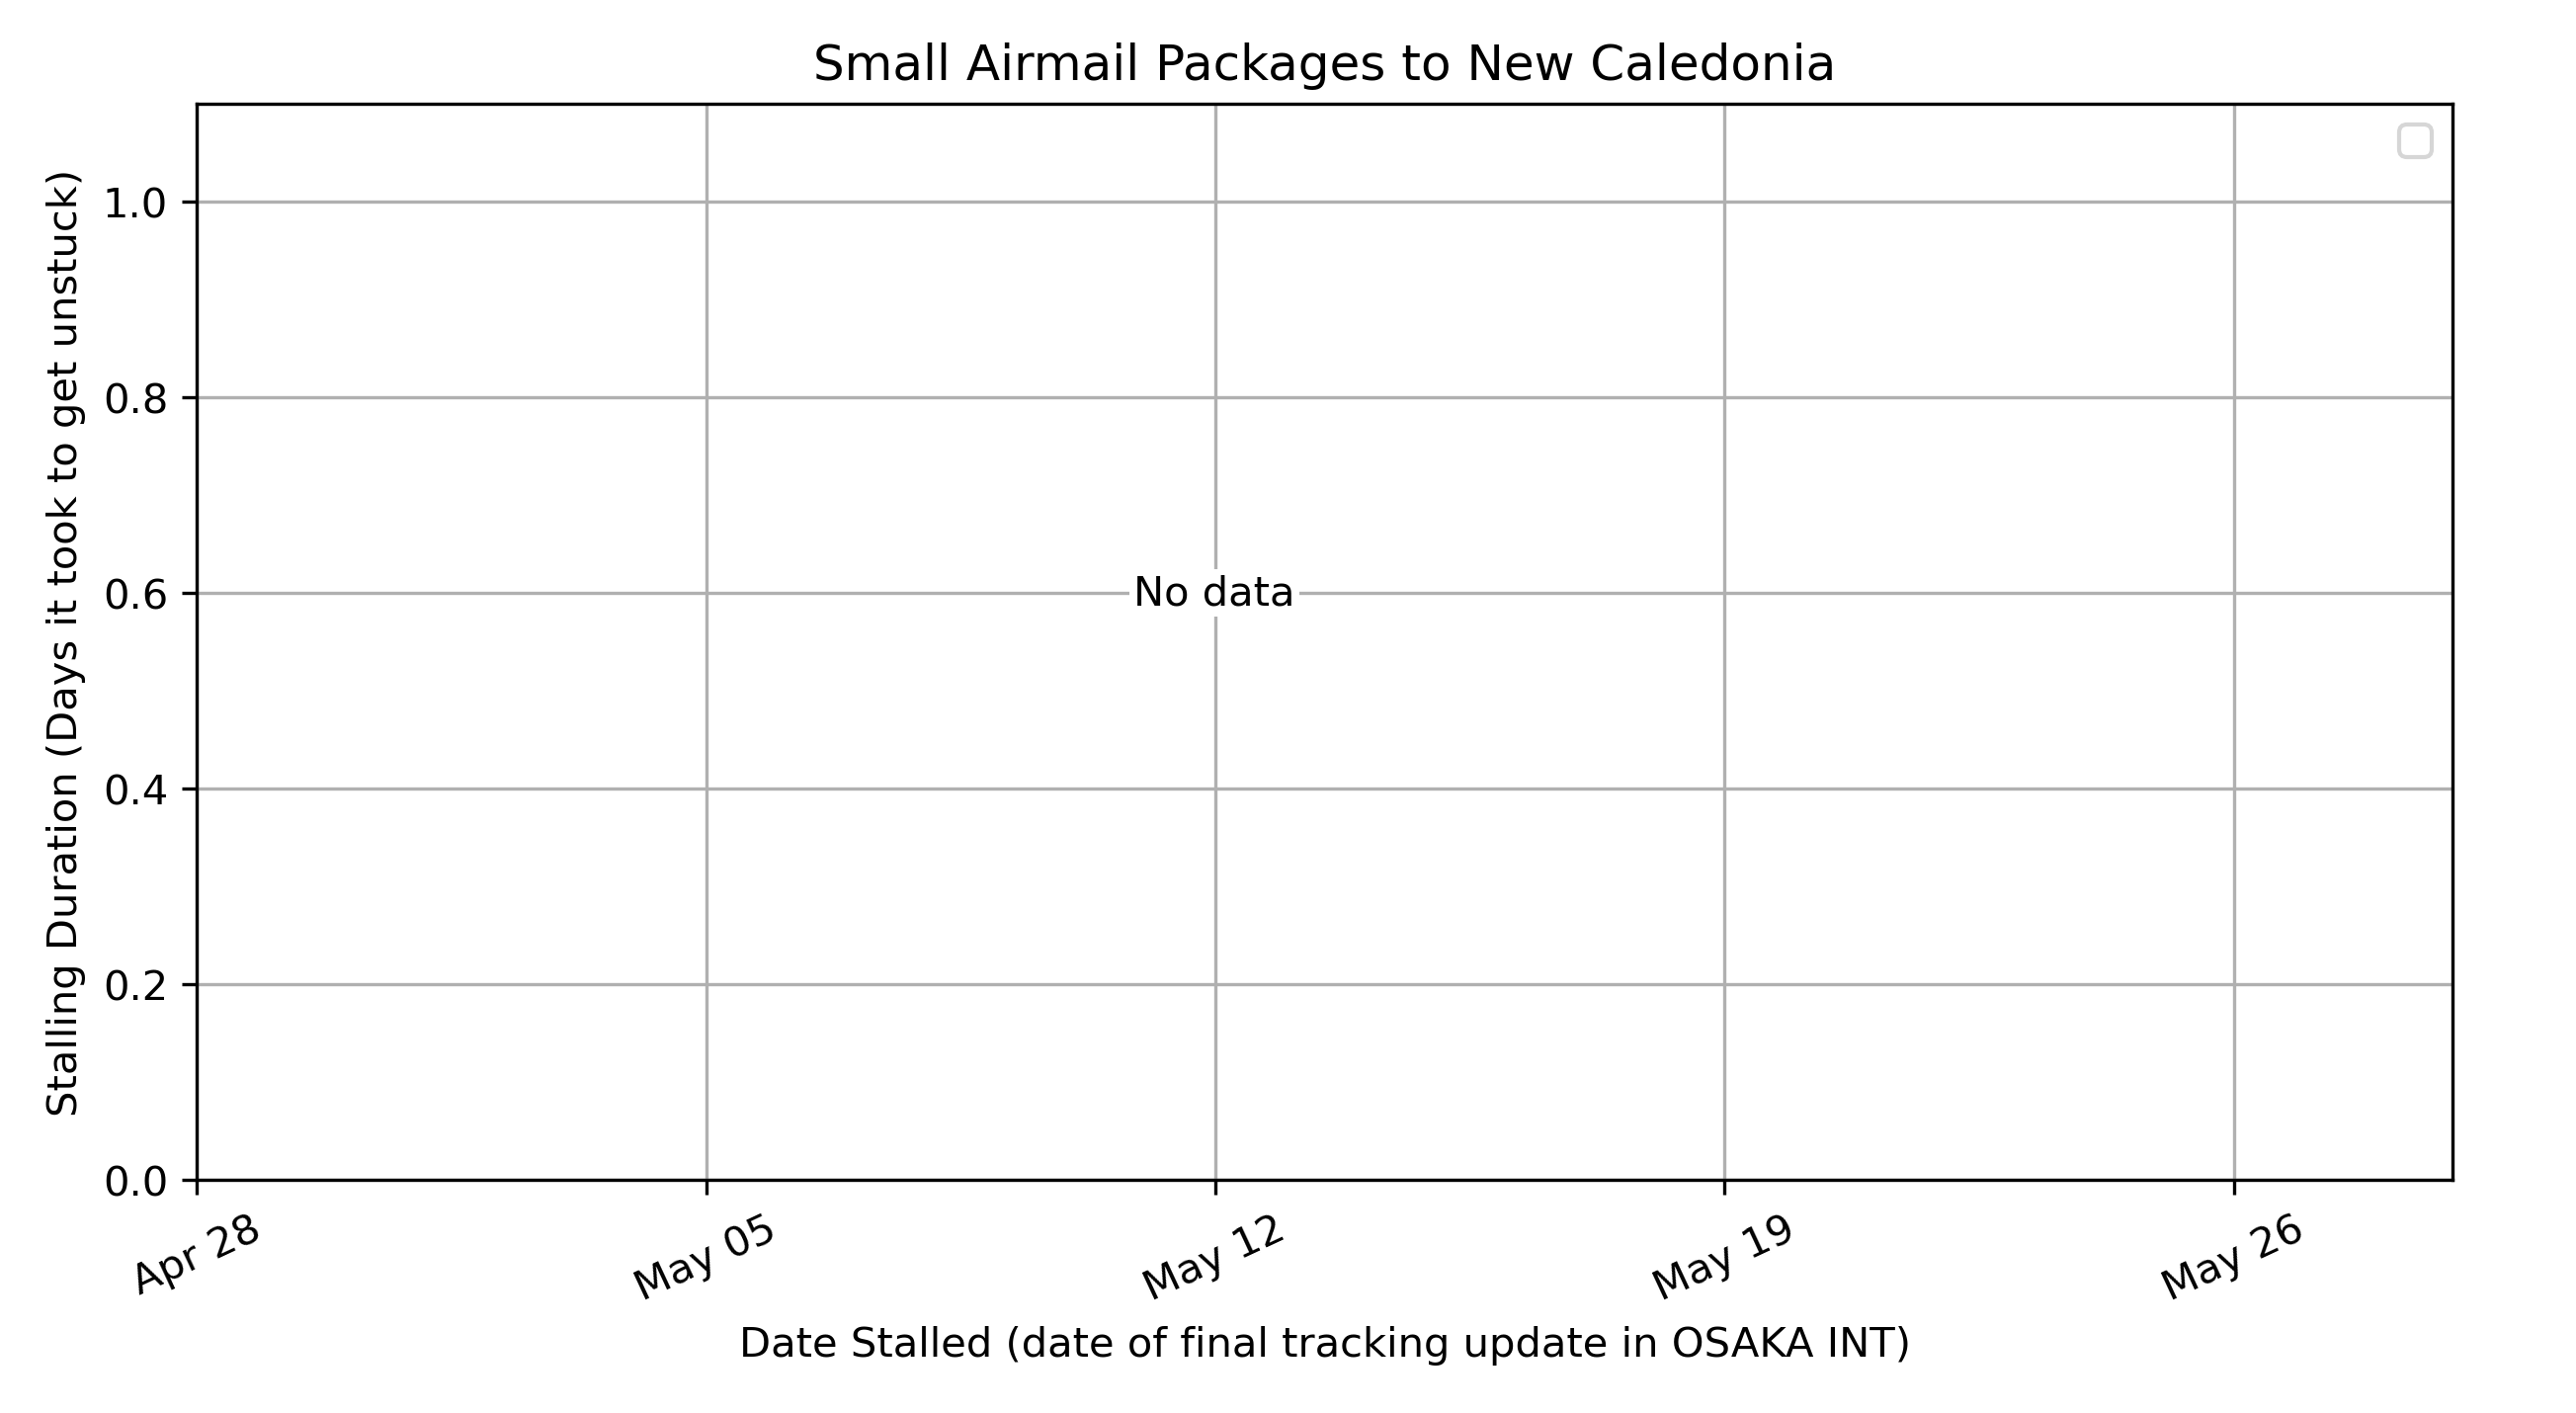 Small Airmail Packages to New Caledonia
Stalling Duration (Days it took to get unstuck)
1.0
0.8
0.6
0.4
0.2
0.0
No data
Apr 28
May 05
May 12
May 19
May 26
Date Stalled (date of final tracking update in OSAKA INT)